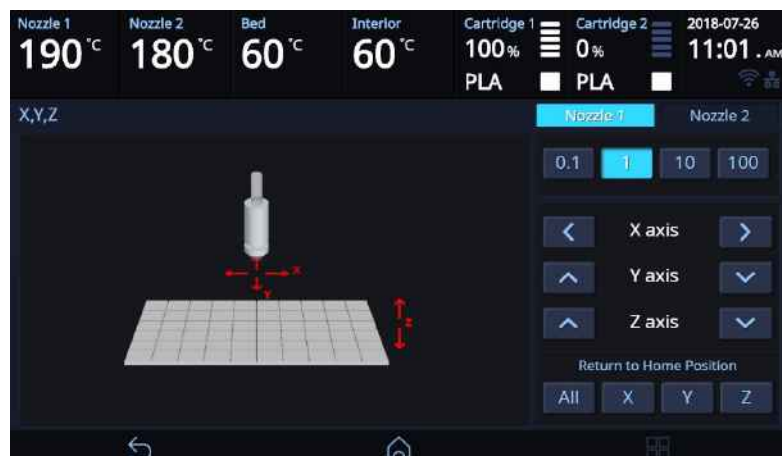 Nozzle 1 Nozzle 2 Bed Interior Cartridge 1 Cartridge 2 2018-07-26
190°C 180°C 60°C 60°C 100% 0% 11:01 . AM
PLA PLA
X,Y,Z Nozzle 1 Nozzle 2
0.1 1 10 100
X axis
X
Y
Y axis
Z
Z axis
Return to Home Position
All X Y Z